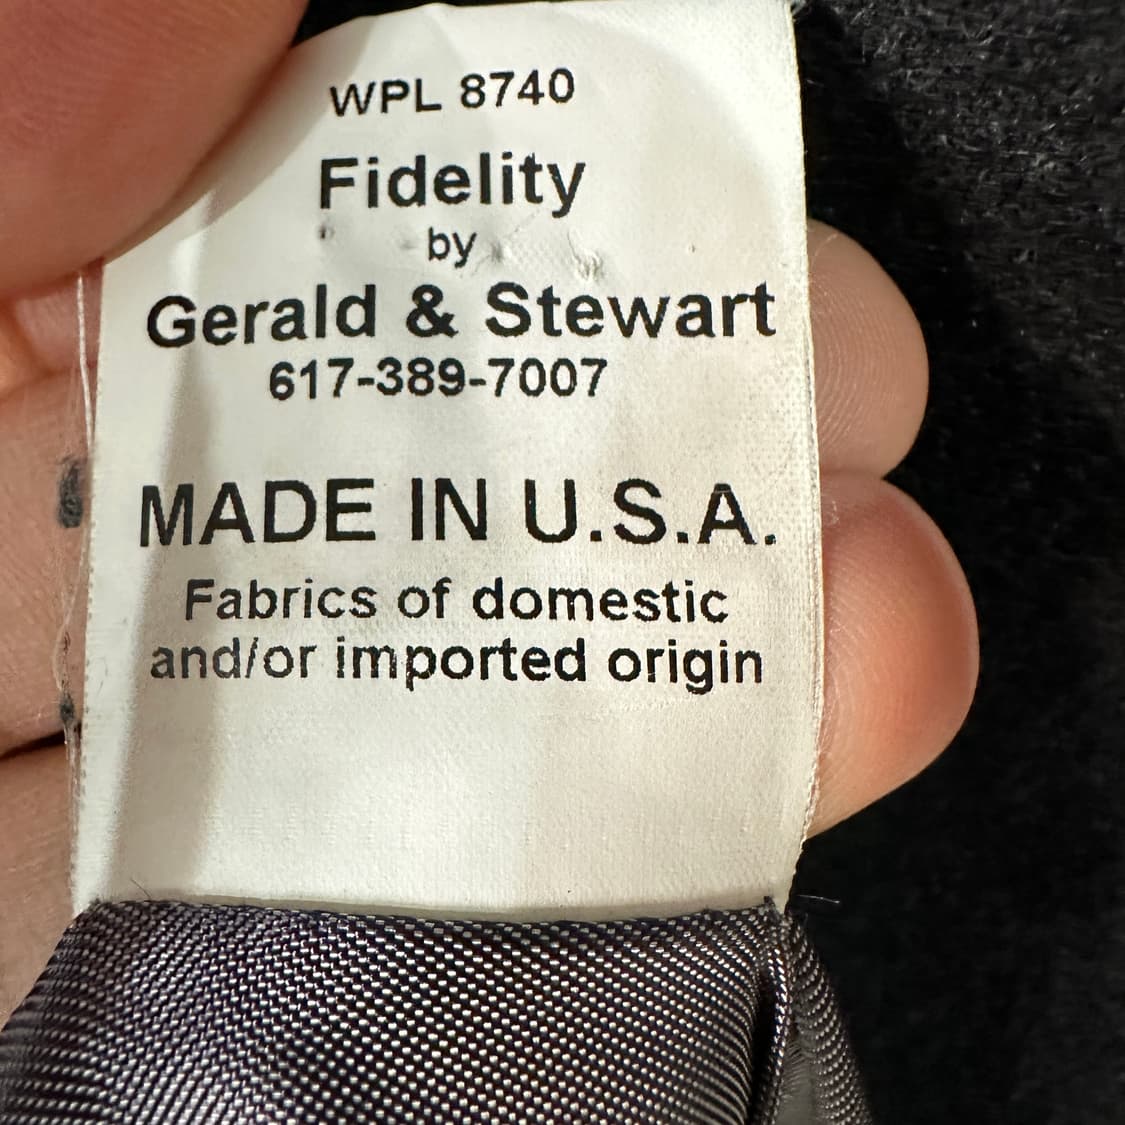 WPL 8740
Fidelity
by
Gerald & Stewart
617-389-7007
MADE IN U.S.A.
Fabrics of domestic
and/or imported origin